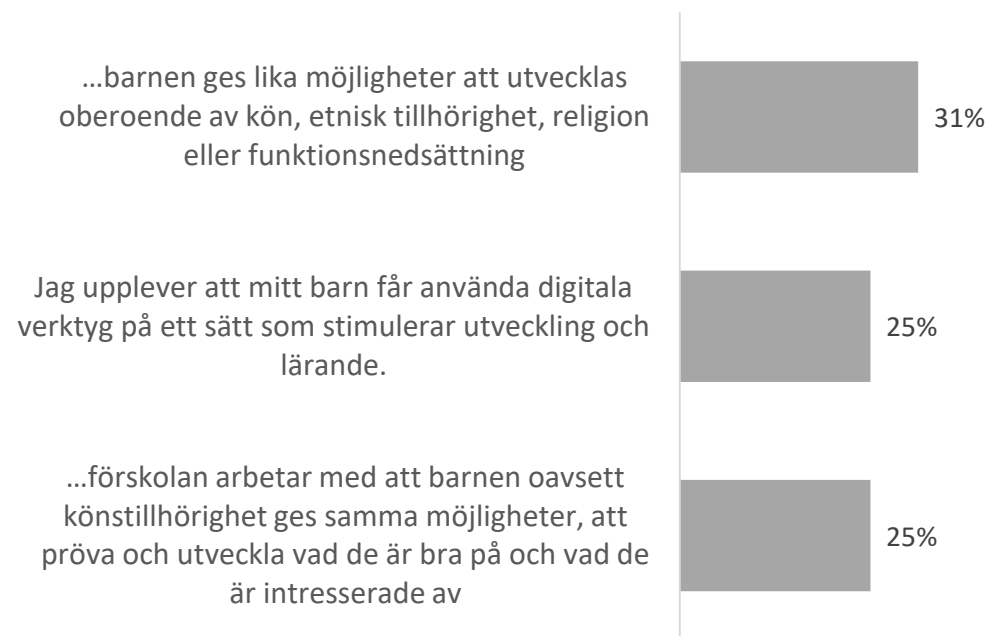 …barnen ges lika möjligheter att utvecklas
oberoende av kön, etnisk tillhörighet, religion
eller funktionsnedsättning
31%
Jag upplever att mitt barn får använda digitala
verktyg på ett sätt som stimulerar utveckling och
lärande.
25%
…förskolan arbetar med att barnen oavsett
könstillhörighet ges samma möjligheter, att
pröva och utveckla vad de är bra på och vad de
är intresserade av
25%